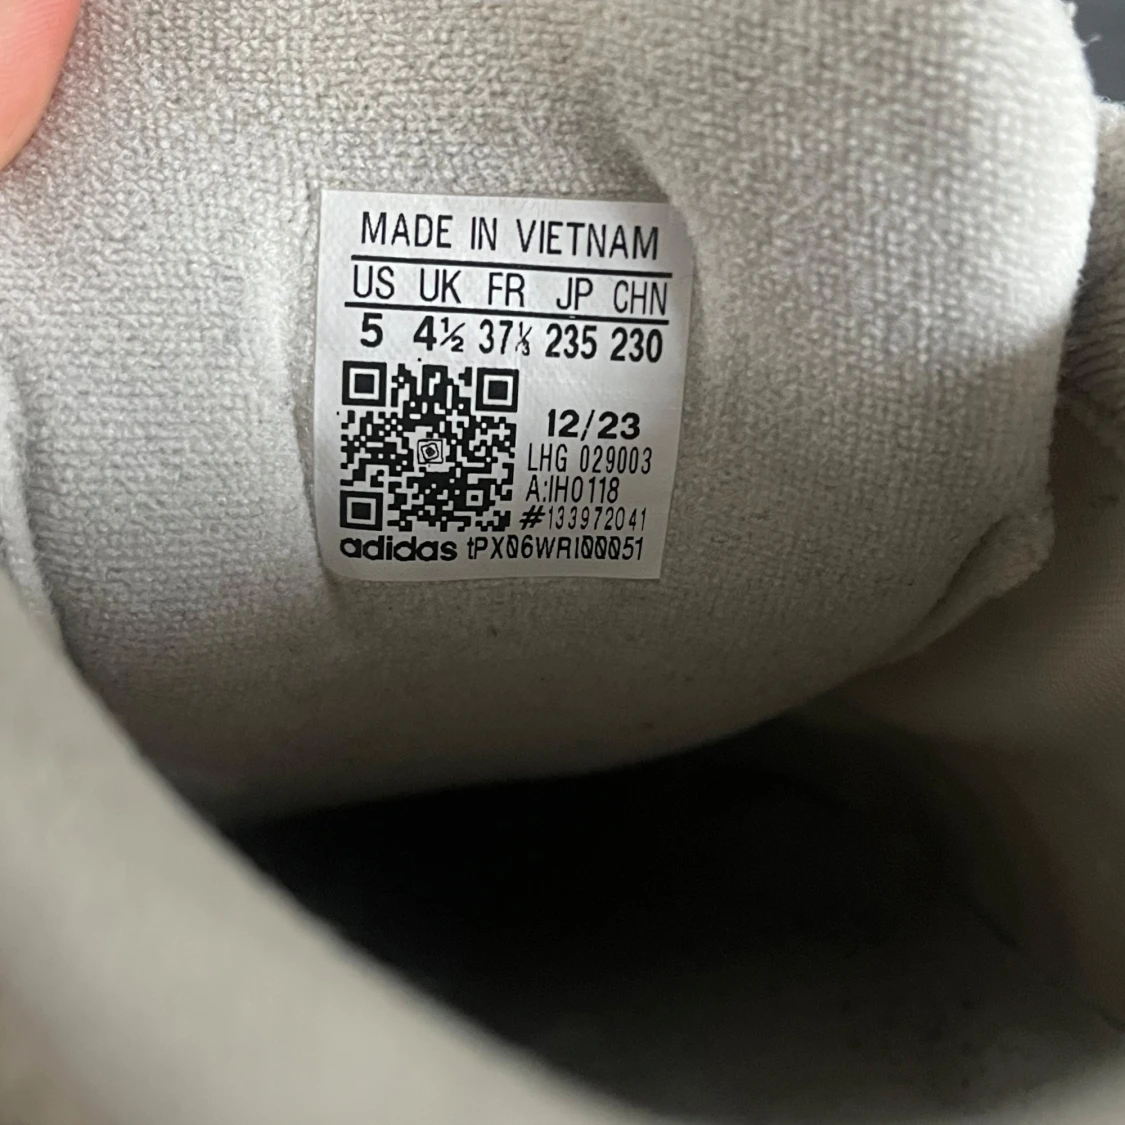 MADE IN VIETNAM
US UK FR JP CHN
5 4½ 37⅓ 235 230
12/23
LHG 029003
A:IH0118
#133972041
adidas tPX06WRI00051